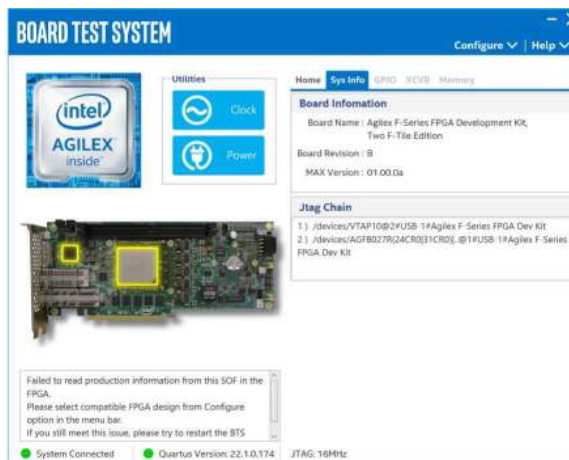 BOARD TEST SYSTEM
Configure | Help
Utilities
Clock
Power
intel
AGILEX
inside
Home Sys Info GPIO XCVR Memory
Board Infomation
Board Name : Agilex F-Series FPGA Development Kit,
Two F-Tile Edition
Board Revision : B
MAX Version : 01.00.0a
Jtag Chain
1 ) /devices/VTAP10@2#USB-1#Agilex F-Series FPGA Dev Kit
2 ) /devices/AGFB027R(24CR0|31CR0)(..@1#USB-1#Agilex F-Series
FPGA Dev Kit
Failed to read production information from this SOF in the
FPGA.
Please select compatible FPGA design from Configure
option in the menu bar.
If you still meet this issue, please try to restart the BTS
System Connected
Quartus Version: 22.1.0.174
JTAG: 16MHz